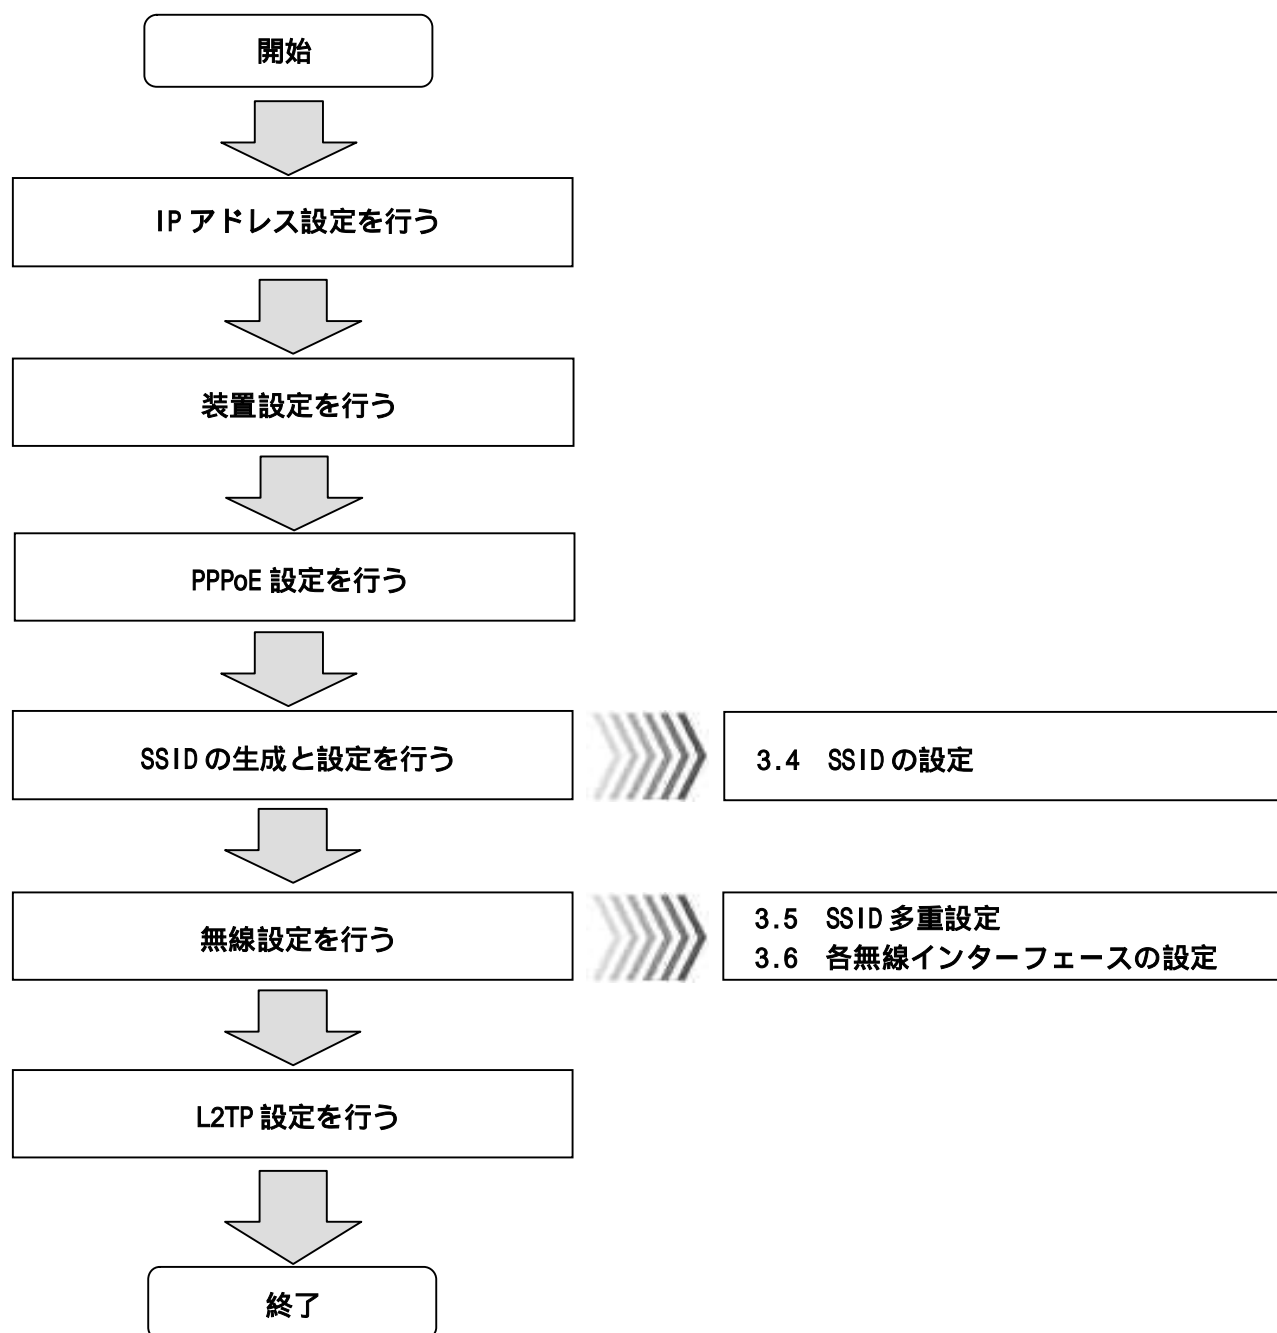 開始
IP アドレス設定を行う
装置設定を行う
PPPoE 設定を行う
SSID の生成と設定を行う
3.4 SSID の設定
無線設定を行う
3.5 SSID 多重設定
3.6 各無線インターフェースの設定
L2TP 設定を行う
終了